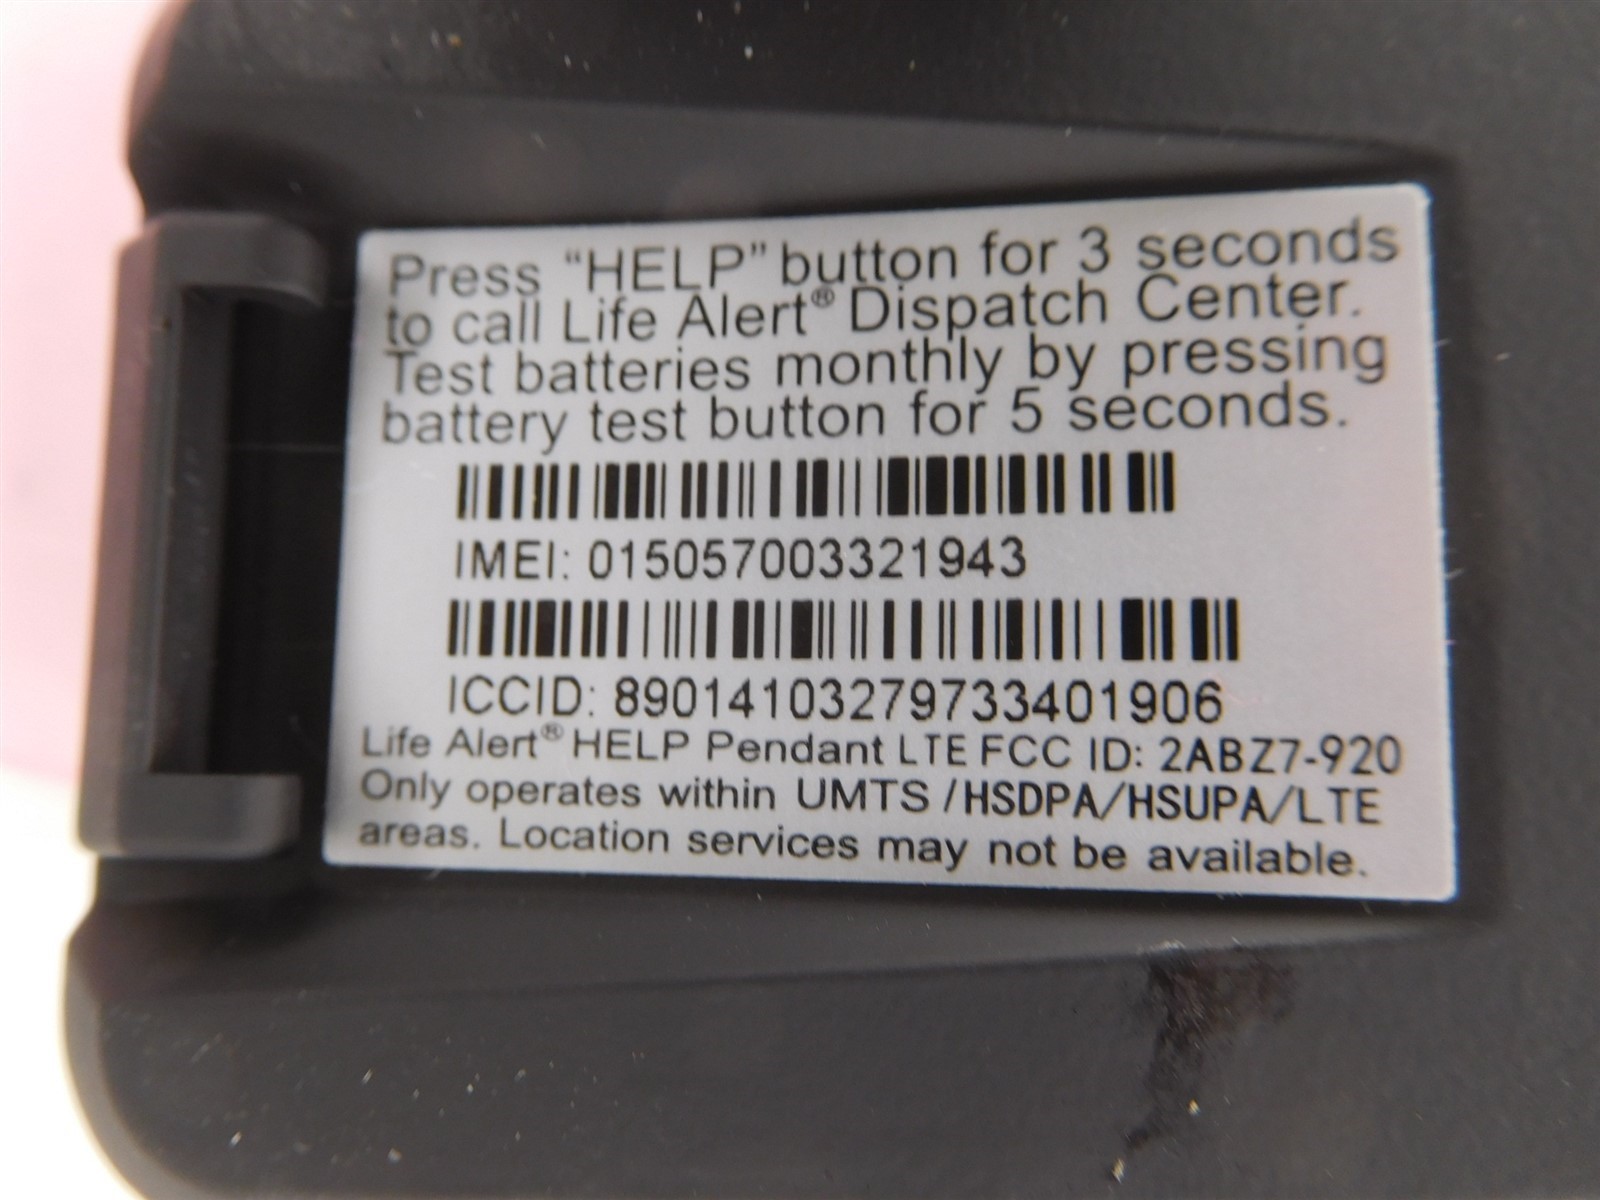 Press “HELP” button for 3 seconds
to call Life Alert® Dispatch Center.
Test batteries monthly by pressing
battery test button for 5 seconds.
IMEI: 015057003321943
ICCID: 89014103279733401906
Life Alert® HELP Pendant LTE FCC ID: 2ABZ7-920
Only operates within UMTS /HSDPA/HSUPA/LTE
areas. Location services may not be available.